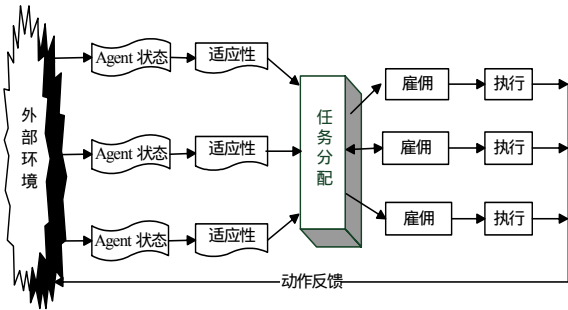 外部环境
Agent 状态
适应性
Agent 状态
适应性
Agent 状态
适应性
任务分配
雇佣
执行
雇佣
执行
雇佣
执行
动作反馈